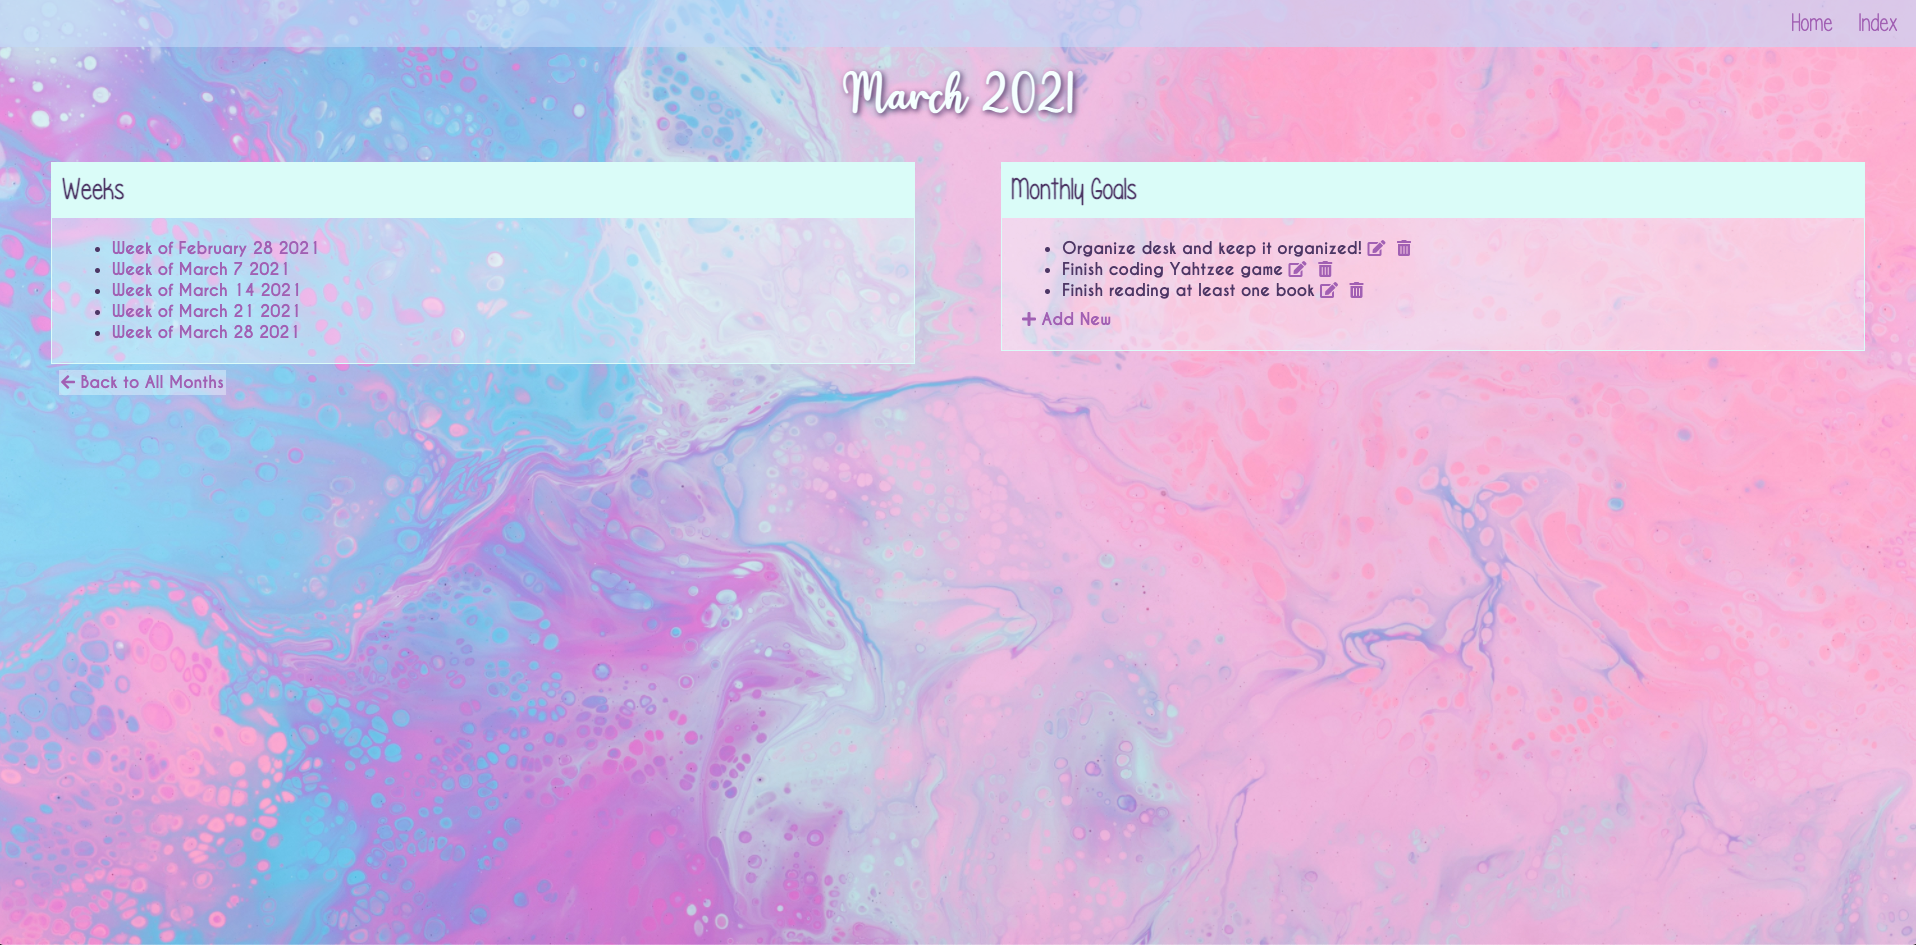 Home Index
March 2021
Weeks
Week of February 28 2021
Week of March 7 2021
Week of March 14 2021
Week of March 21 2021
Week of March 28 2021
Back to All Months
Monthly Goals
Organize desk and keep it organized!
Finish coding Yahtzee game
Finish reading at least one book
Add New